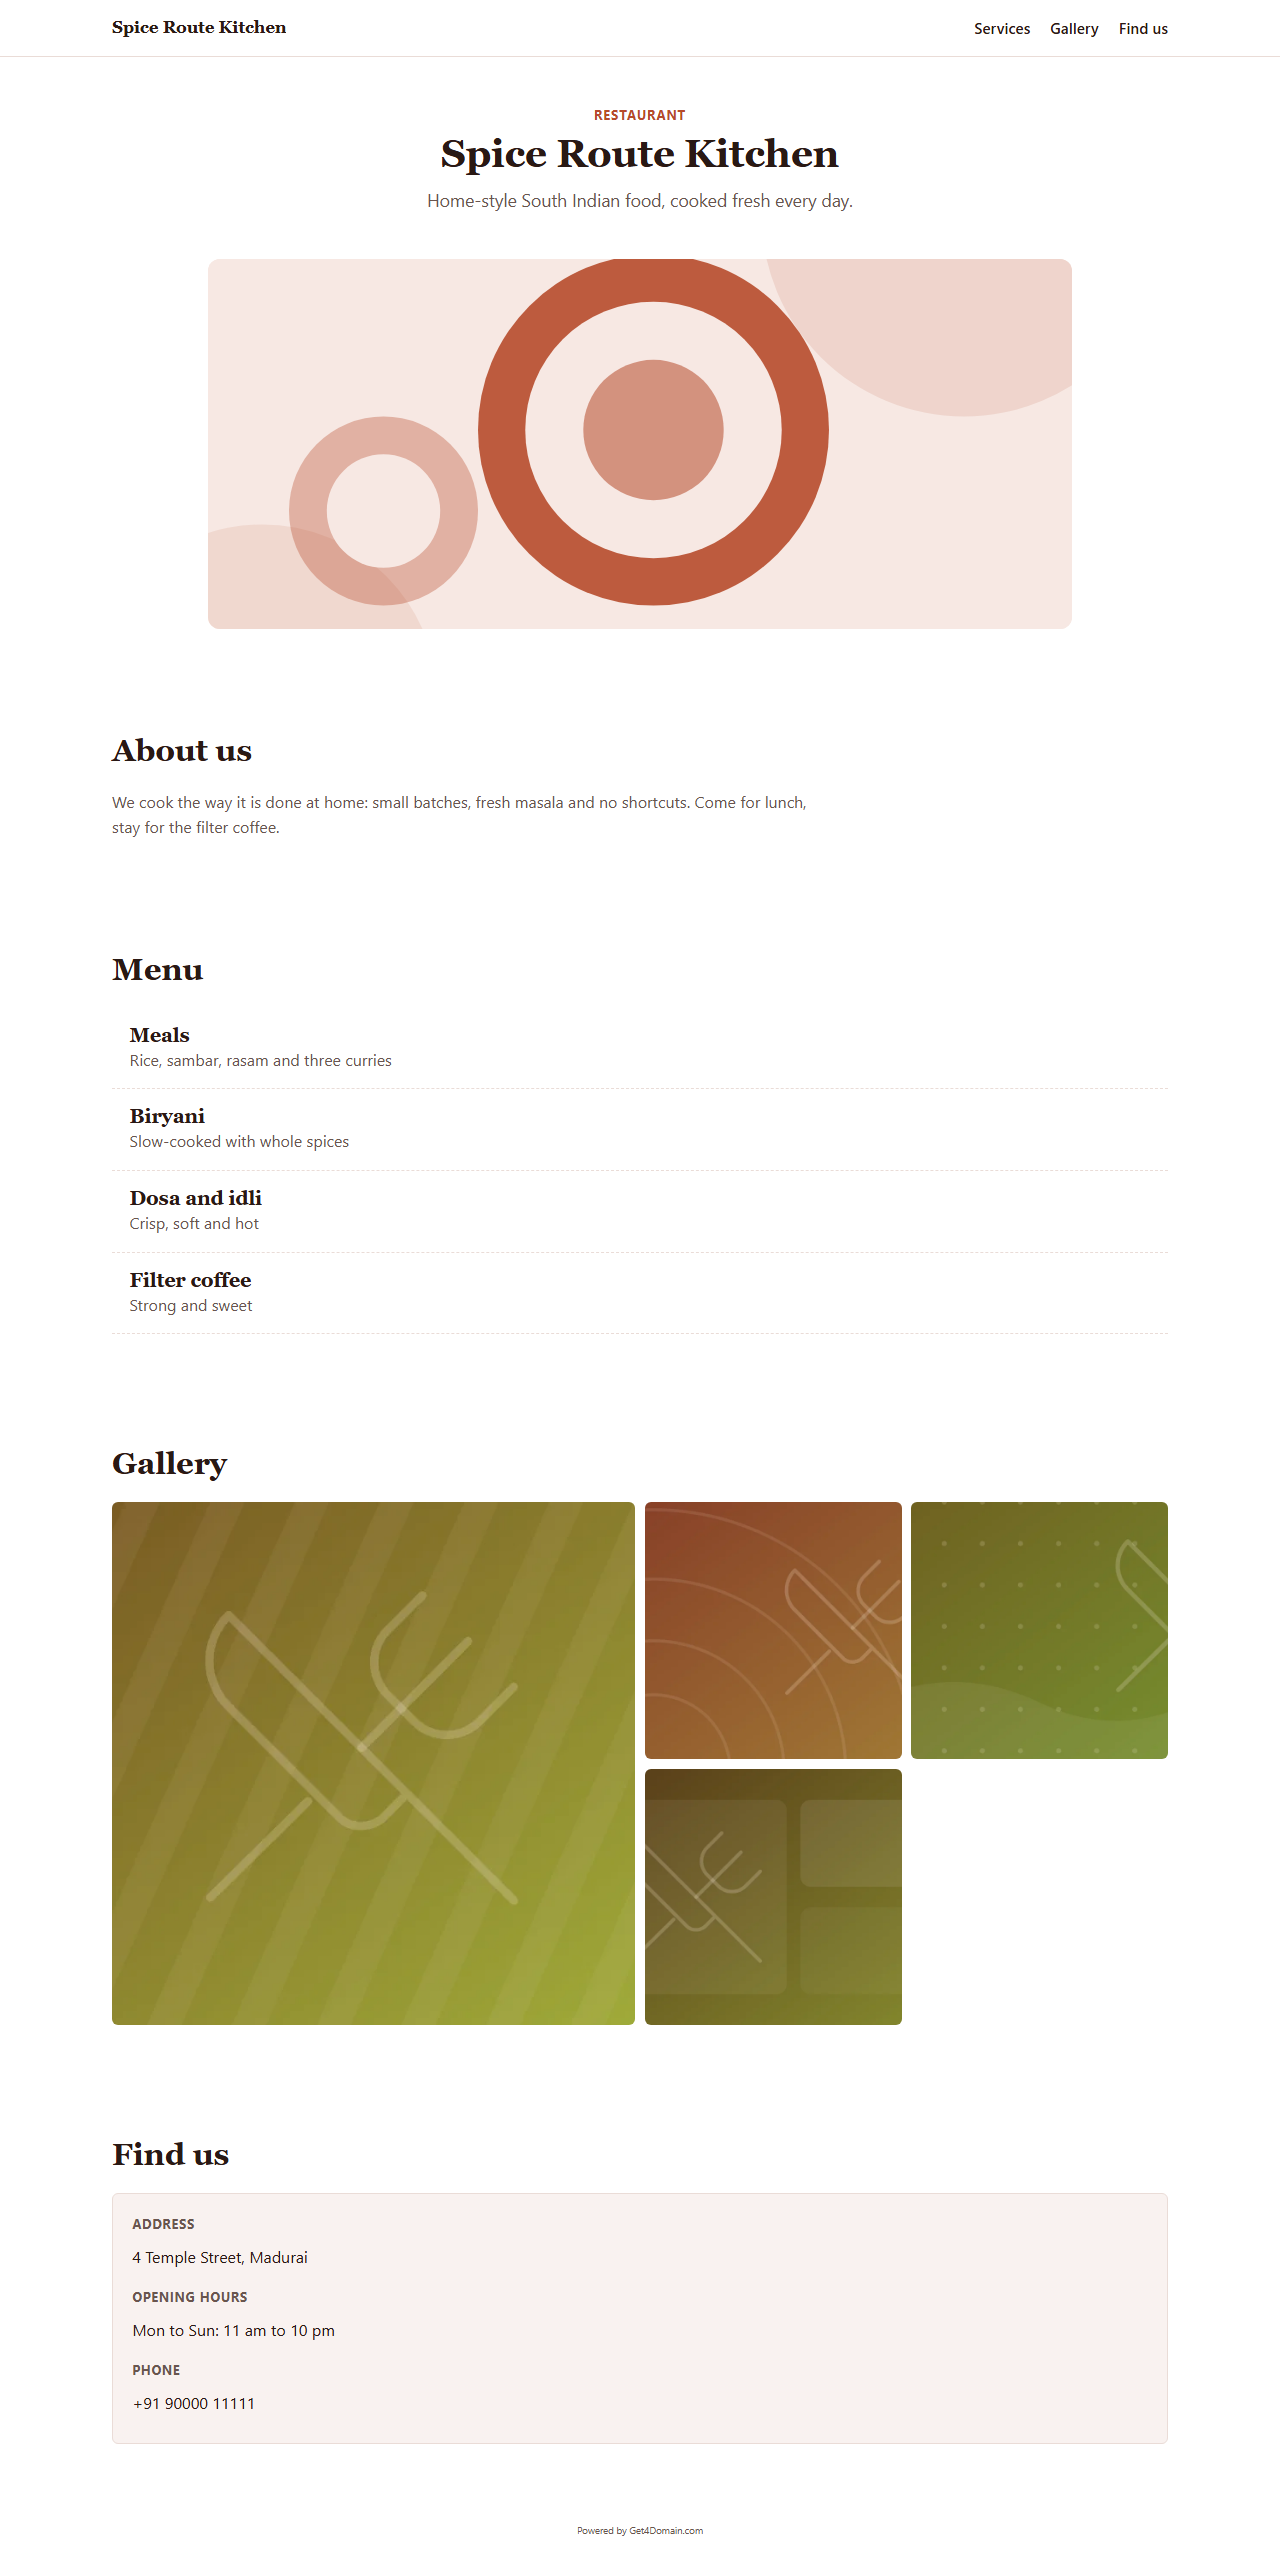 Spice Route Kitchen
Services Gallery Find us
RESTAURANT
Spice Route Kitchen
Home-style South Indian food, cooked fresh every day.
About us
We cook the way it is done at home: small batches, fresh masala and no shortcuts. Come for lunch,
stay for the filter coffee.
Menu
Meals
Rice, sambar, rasam and three curries
Biryani
Slow-cooked with whole spices
Dosa and idli
Crisp, soft and hot
Filter coffee
Strong and sweet
Gallery
Find us
ADDRESS
4 Temple Street, Madurai
OPENING HOURS
Mon to Sun: 11 am to 10 pm
PHONE
+91 90000 11111
Powered by Get4Domain.com